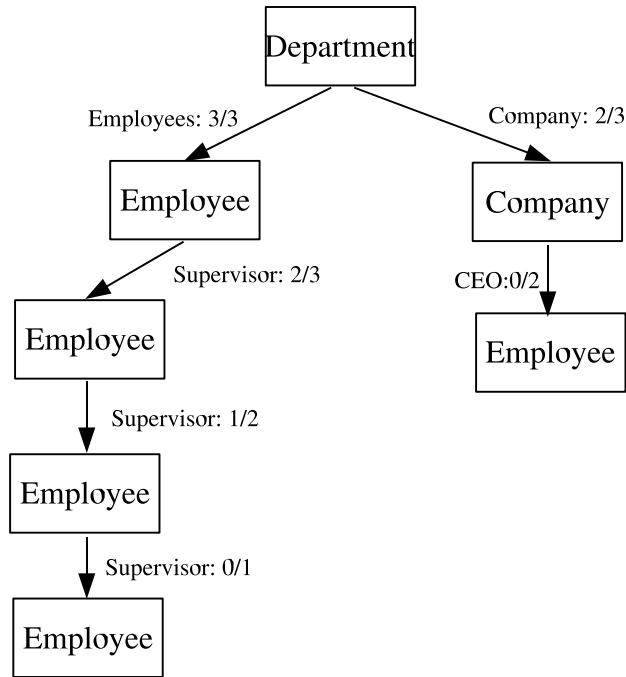 Department
Employees: 3/3
Company: 2/3
Employee
Company
Supervisor: 2/3
CEO:0/2
Employee
Employee
Supervisor: 1/2
Employee
Supervisor: 0/1
Employee